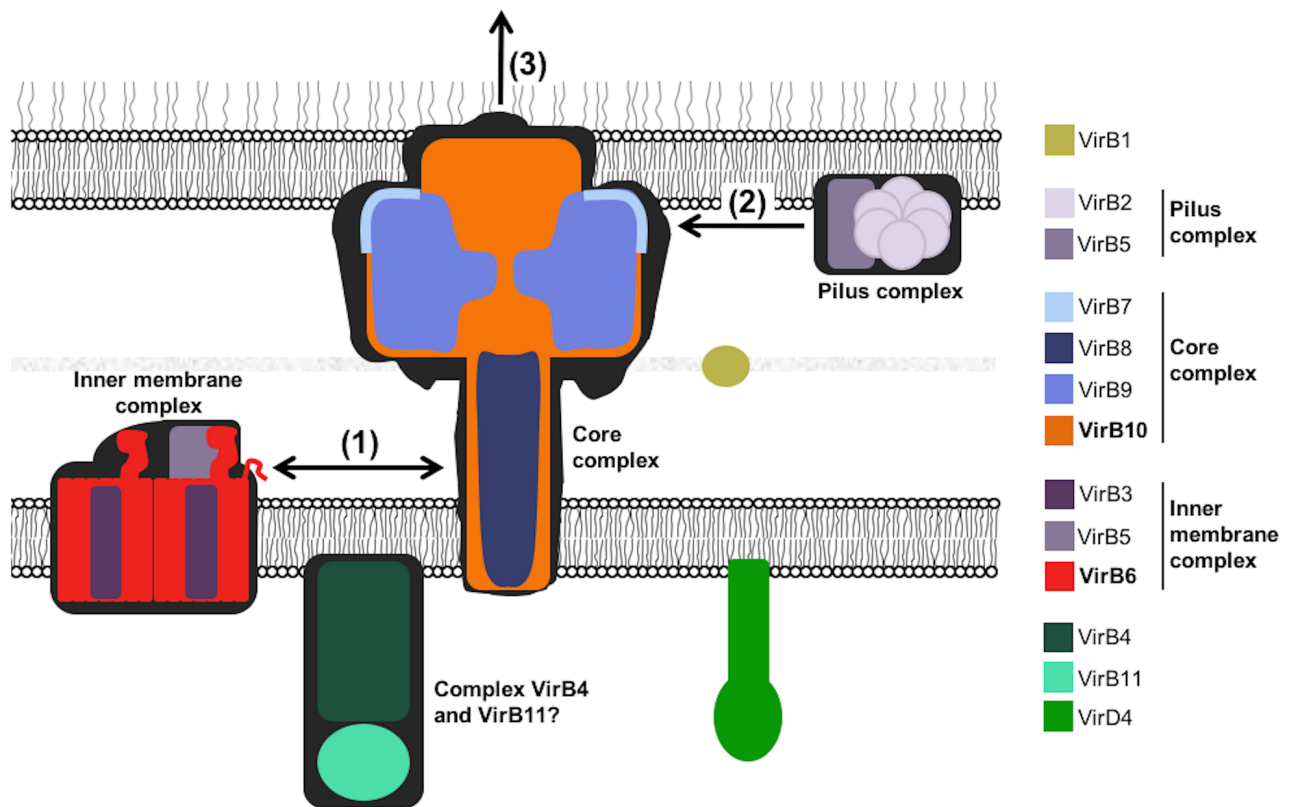 (3)
(2)
Pilus complex
Inner membrane
complex
(1)
Core
complex
Complex VirB4
and VirB11?
VirB1
VirB2
VirB5
Pilus
complex
VirB7
VirB8
VirB9
VirB10
Core
complex
VirB3
VirB5
VirB6
Inner
membrane
complex
VirB4
VirB11
VirD4